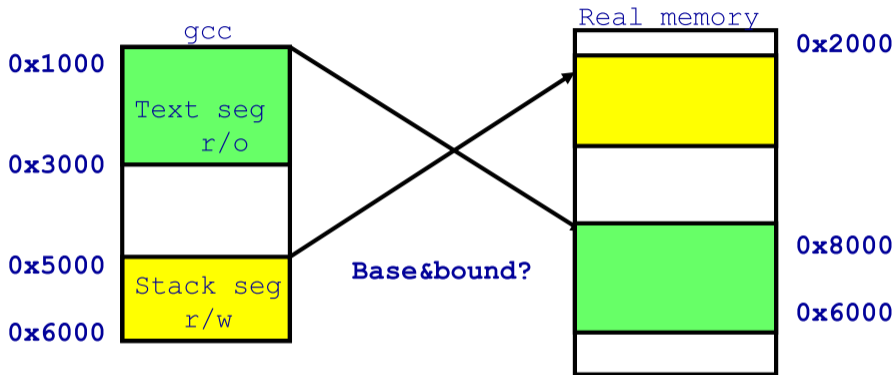 gcc
Real memory
0x1000
0x2000
Text seg
r/o
0x3000
0x5000
0x8000
Base&bound?
Stack seg
r/w
0x6000
0x6000